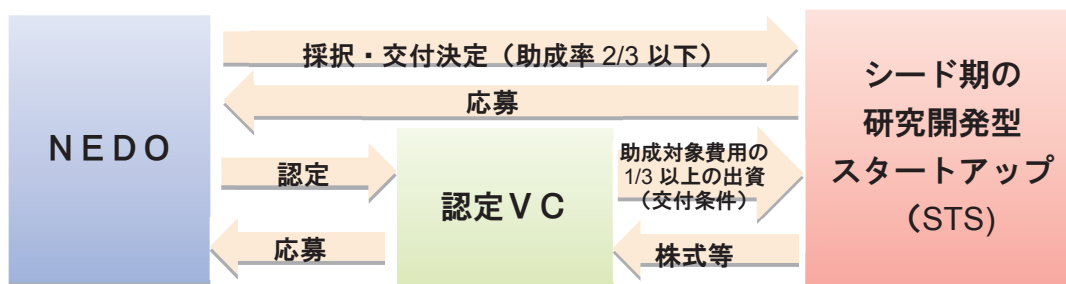 採択・交付決定（助成率 2/3 以下）
応募
NEDO
認定
応募
認定VC
助成対象費用の
1/3 以上の出資
（交付条件）
株式等
シード期の
研究開発型
スタートアップ
（STS)